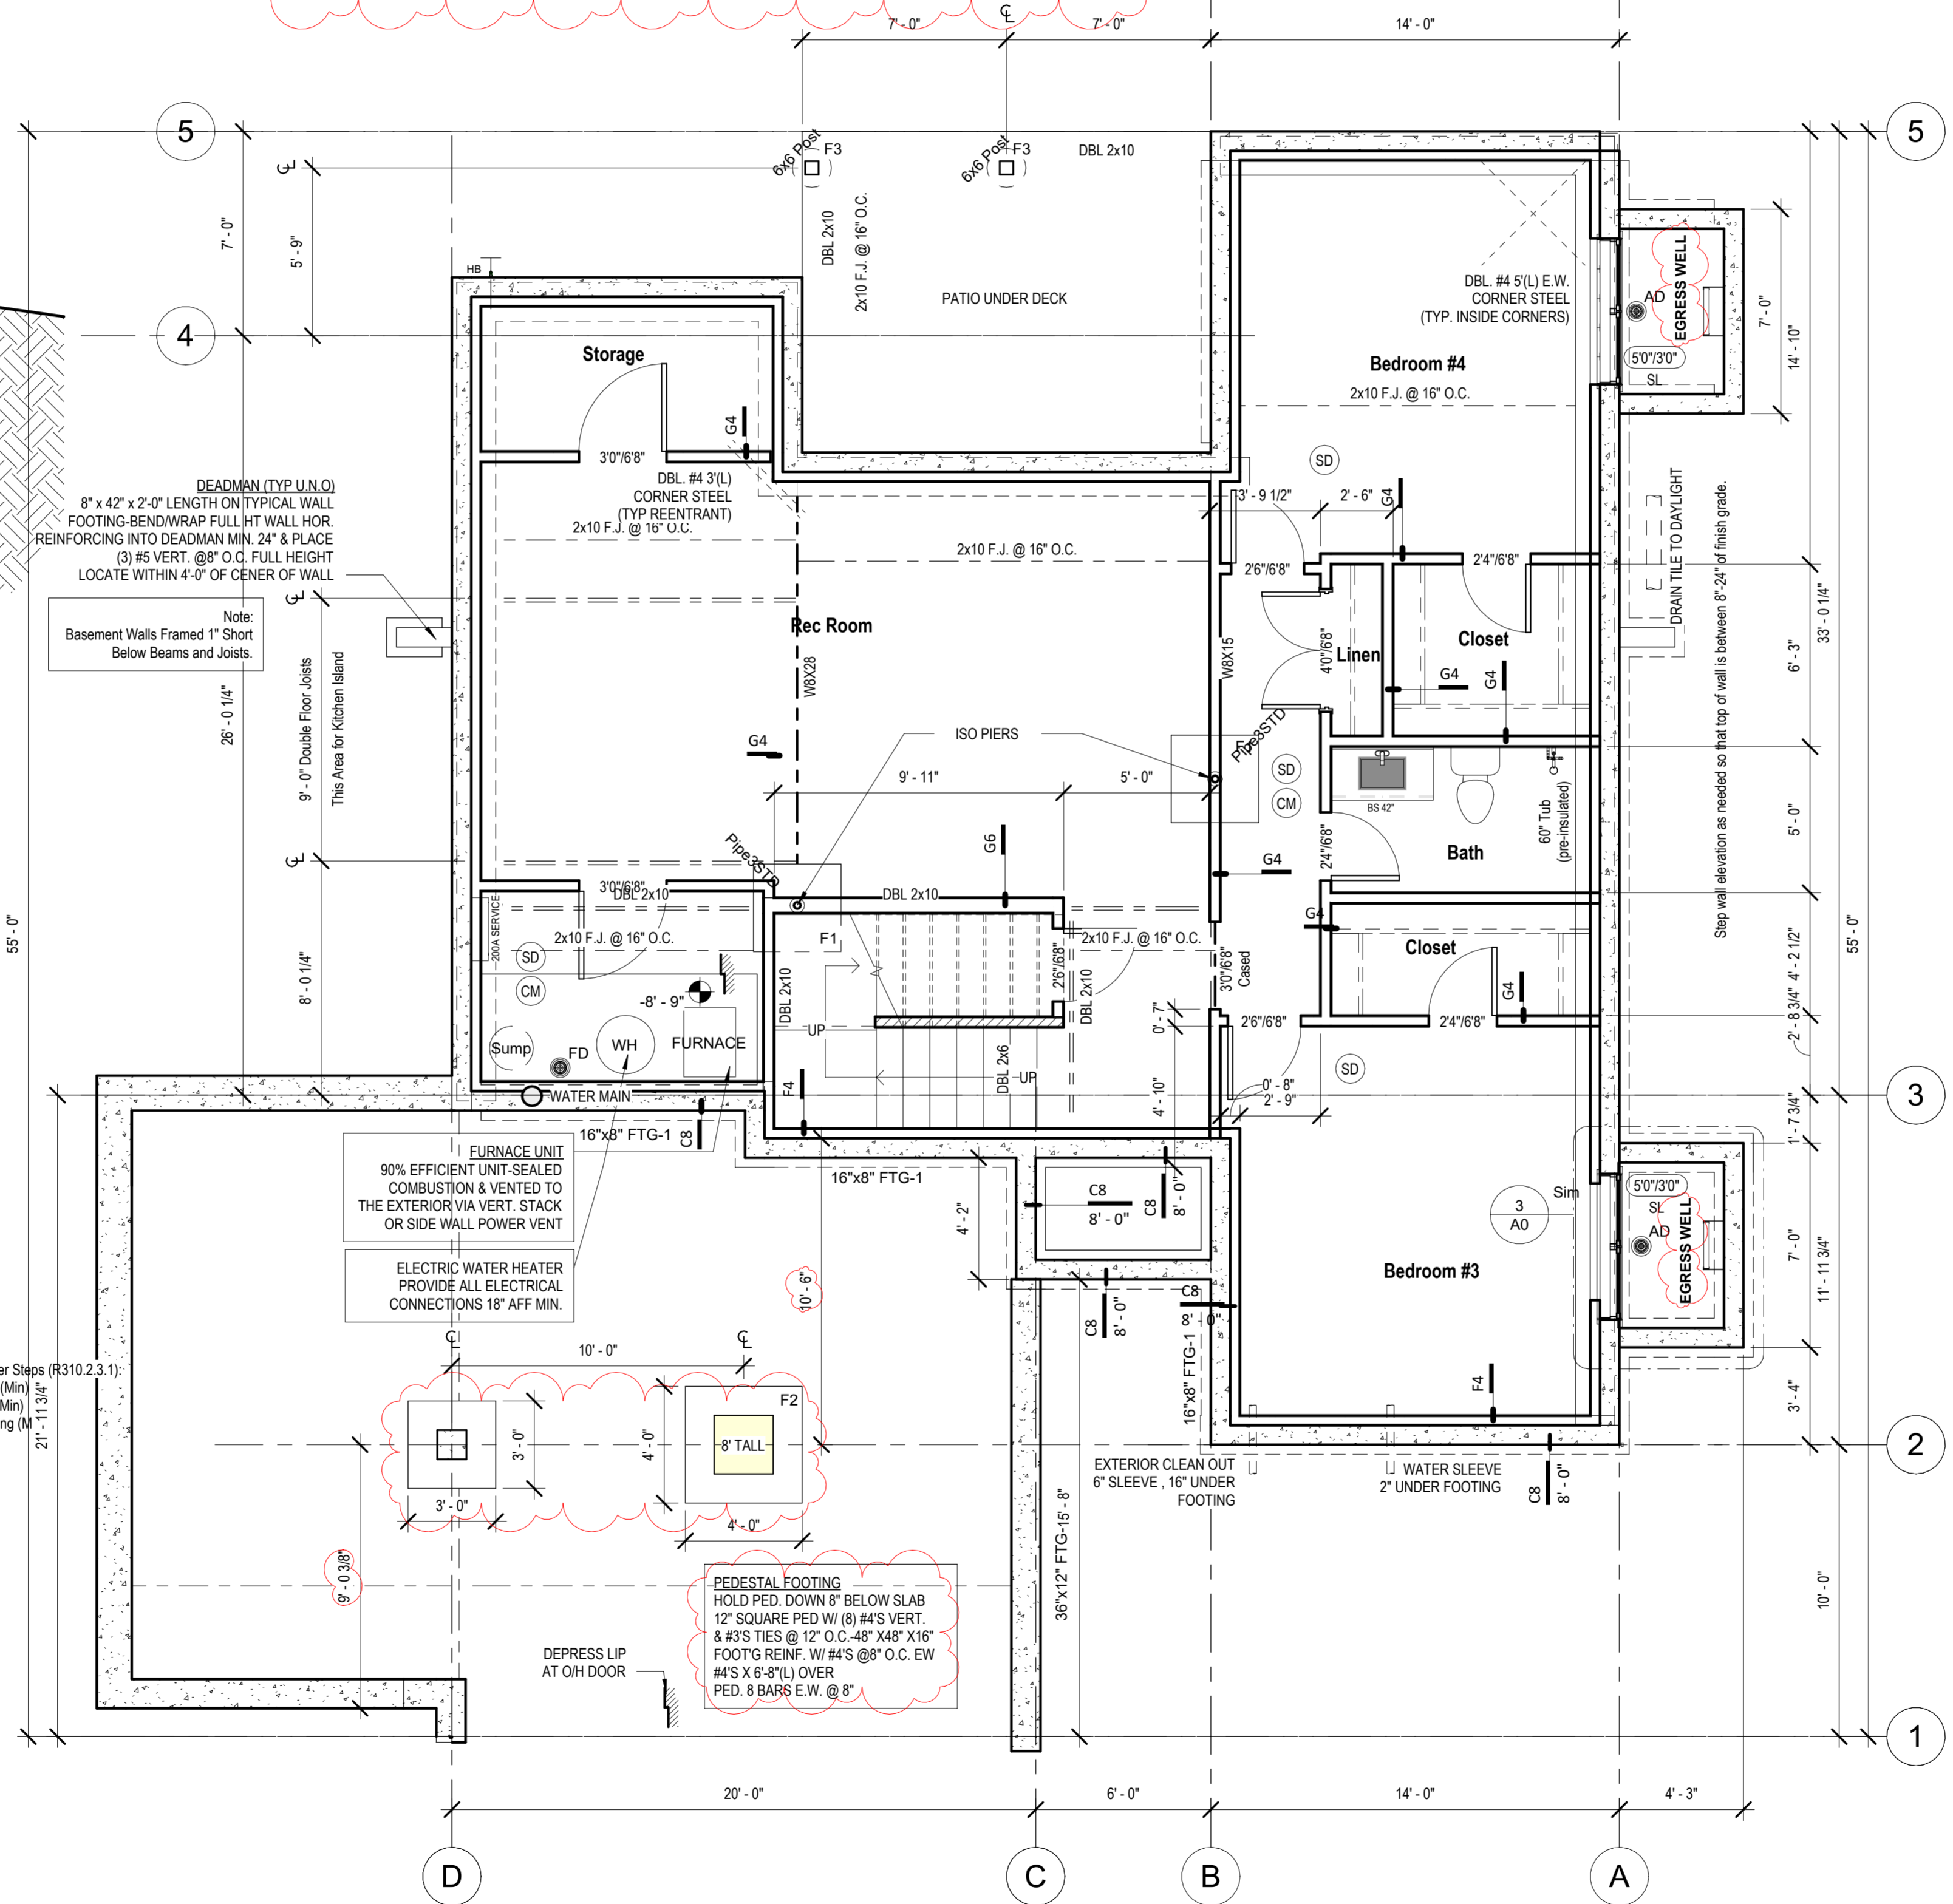 7' - 0"
7' - 0"
14' - 0"
5
5
6x6 Post
F3
6x6 Post
F3
DBL 2x10
7' - 0"
5' - 9"
DBL 2x10
2x10 F.J. @ 16" O.C.
HB
PATIO UNDER DECK
DBL. #4 5'(L) E.W.
CORNER STEEL
(TYP. INSIDE CORNERS)
AD
EGRESS WELL
5'0"/3'0"
SL
7' - 0"
14' - 10"
4
Storage
Bedroom #4
2x10 F.J. @ 16" O.C.
G4
3'0"/6'8"
SD
DBL. #4 3'(L)
CORNER STEEL
(TYP REENTRANT)
2x10 F.J. @ 16" O.C.
3' - 9 1/2"
2' - 6"
G4
DEADMAN (TYP U.N.O)
8" x 42" x 2'-0" LENGTH ON TYPICAL WALL
FOOTING-BEND/WRAP FULL HT WALL HOR.
REINFORCING INTO DEADMAN MIN. 24" & PLACE
(3) #5 VERT. @8" O.C. FULL HEIGHT
LOCATE WITHIN 4'-0" OF CENER OF WALL
2x10 F.J. @ 16" O.C.
2'6"/6'8"
2'4"/6'8"
DRAIN TILE TO DAYLIGHT
Step wall elevation as needed so that top of wall is between 8"-24" of finish grade.
33' - 0 1/4"
Note:
Basement Walls Framed 1" Short
Below Beams and Joists.
Rec Room
W8X28
W8X15
4'0"/6'8"
Linen
Closet
G4
G4
6' - 3"
26' - 0 1/4"
9' - 0" Double Floor Joists
This Area for Kitchen Island
G4
ISO PIERS
Pipe3STD
SD
CM
BS 42"
60" Tub
(pre-insulated)
9' - 11"
5' - 0"
5' - 0"
G6
G4
2'4"/6'8"
Bath
Pipe3STD
3'0"/6'8"
DBL 2x10
DBL 2x10
55' - 0"
55' - 0"
200A SERVICE
2x10 F.J. @ 16" O.C.
SD
CM
F1
2x10 F.J. @ 16" O.C.
2'6"/6'8"
3'0"/6'8"
Cased
G4
Closet
4' - 2 1/2"
8' - 0 1/4"
-8' - 9"
DBL 2x10
DBL 2x10
G4
UP
0' - 7"
2'6"/6'8"
2'4"/6'8"
2' - 8 3/4"
Sump
FD
WH
FURNACE
UP
DBL 2x6
SD
WATER MAIN
F4
4' - 10"
0' - 8"
2' - 9"
3
16"x8" FTG-1
C8
1' - 7 3/4"
FURNACE UNIT
90% EFFICIENT UNIT-SEALED
COMBUSTION & VENTED TO
THE EXTERIOR VIA VERT. STACK
OR SIDE WALL POWER VENT
16"x8" FTG-1
4' - 2"
C8
8' - 0"
C8
8' - 0"
3
A0
Sim
5'0"/3'0"
SL
AD
EGRESS WELL
7' - 0"
11' - 11 3/4"
ELECTRIC WATER HEATER
PROVIDE ALL ELECTRICAL
CONNECTIONS 18" AFF MIN.
10' - 6"
Bedroom #3
C8
8' - 0"
C8
8' - 0"
16"x8" FTG-1
10' - 0"
er Steps (R310.2.3.1):
(Min)
Min)
ng (M
21' - 11 3/4"
F4
3' - 4"
F2
8' TALL
3' - 0"
4' - 0"
2
3' - 0"
4' - 0"
EXTERIOR CLEAN OUT
6" SLEEVE , 16" UNDER
FOOTING
WATER SLEEVE
2" UNDER FOOTING
C8
8' - 0"
36"x12" FTG-15' - 8"
9' - 0 3/8"
PEDESTAL FOOTING
HOLD PED. DOWN 8" BELOW SLAB
12" SQUARE PED W/ (8) #4'S VERT.
& #3'S TIES @ 12" O.C.-48" X48" X16"
FOOT'G REINF. W/ #4'S @8" O.C. EW
#4'S X 6'-8"(L) OVER
PED. 8 BARS E.W. @ 8"
10' - 0"
DEPRESS LIP
AT O/H DOOR
1
20' - 0"
6' - 0"
14' - 0"
4' - 3"
D
C
B
A